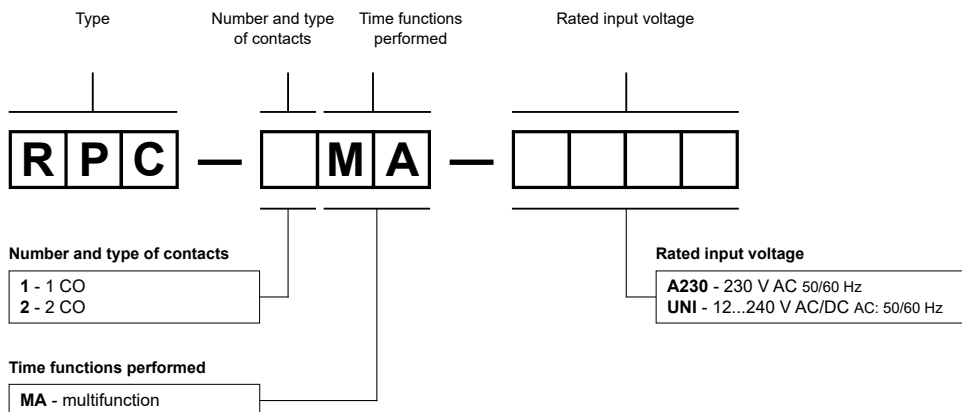 Type
Number and type
of contacts
Time functions
performed
Rated input voltage
RPC — MA —
Number and type of contacts
1 - 1 CO
2 - 2 CO
Rated input voltage
A230 - 230 V AC 50/60 Hz
UNI - 12...240 V AC/DC AC: 50/60 Hz
Time functions performed
MA - multifunction